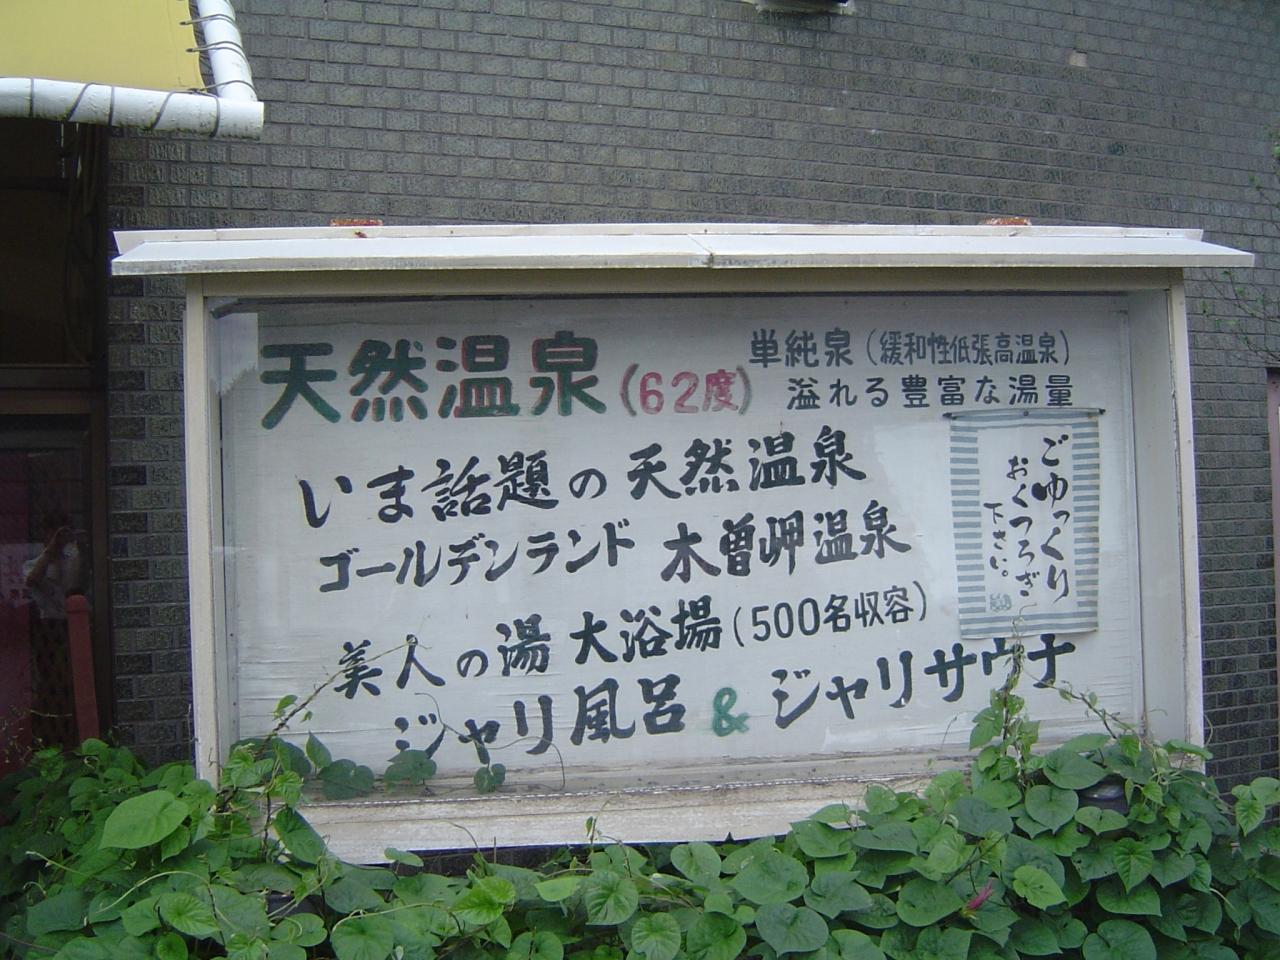 天然温泉(62度)
単純泉(緩和性低張高温泉)
溢れる豊富な湯量
いま話題の天然温泉
ゴールデンランド 木曽岬温泉
美人の湯 大浴場(500名収容)
ジャリ風呂&ジャリサウナ
ごゆっくり
おくつろぎ
下さい。